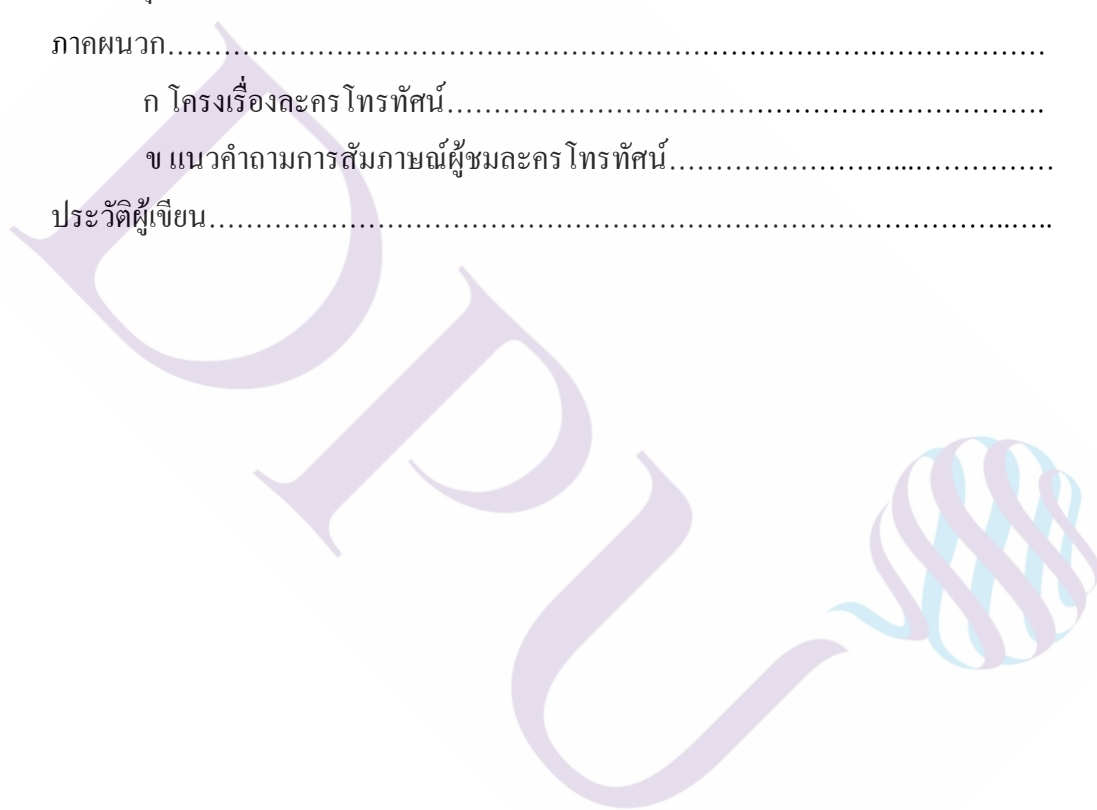 ภาคผนวก……………………………………………………………………….………………
ก โครงเรื่องละครโทรทัศน์……………………………………………………….
ข แนวคำถามการสัมภาษณ์ผู้ชมละครโทรทัศน์……………………....……………
ประวัติผู้เขียน…………………………………………………………………………...…..
DPU